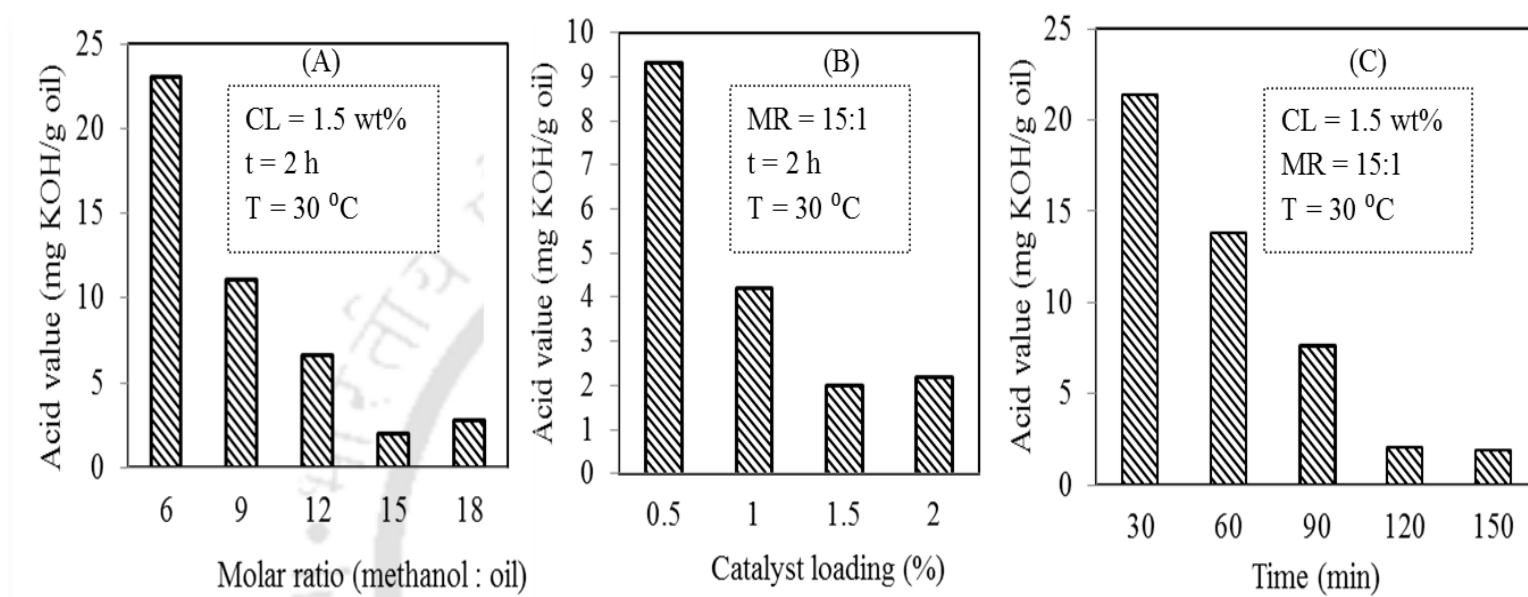 (A)
CL = 1.5 wt%
t = 2 h
T = 30 ⁰C
Acid value (mg KOH/g oil)
25
20
15
10
5
0
6 9 12 15 18
Molar ratio (methanol : oil)
(B)
MR = 15:1
t = 2 h
T = 30 ⁰C
Acid value (mg KOH/g oil)
10
9
8
7
6
5
4
3
2
1
0
0.5 1 1.5 2
Catalyst loading (%)
(C)
CL = 1.5 wt%
MR = 15:1
T = 30 ⁰C
Acid value (mg KOH/g oil)
25
20
15
10
5
0
30 60 90 120 150
Time (min)